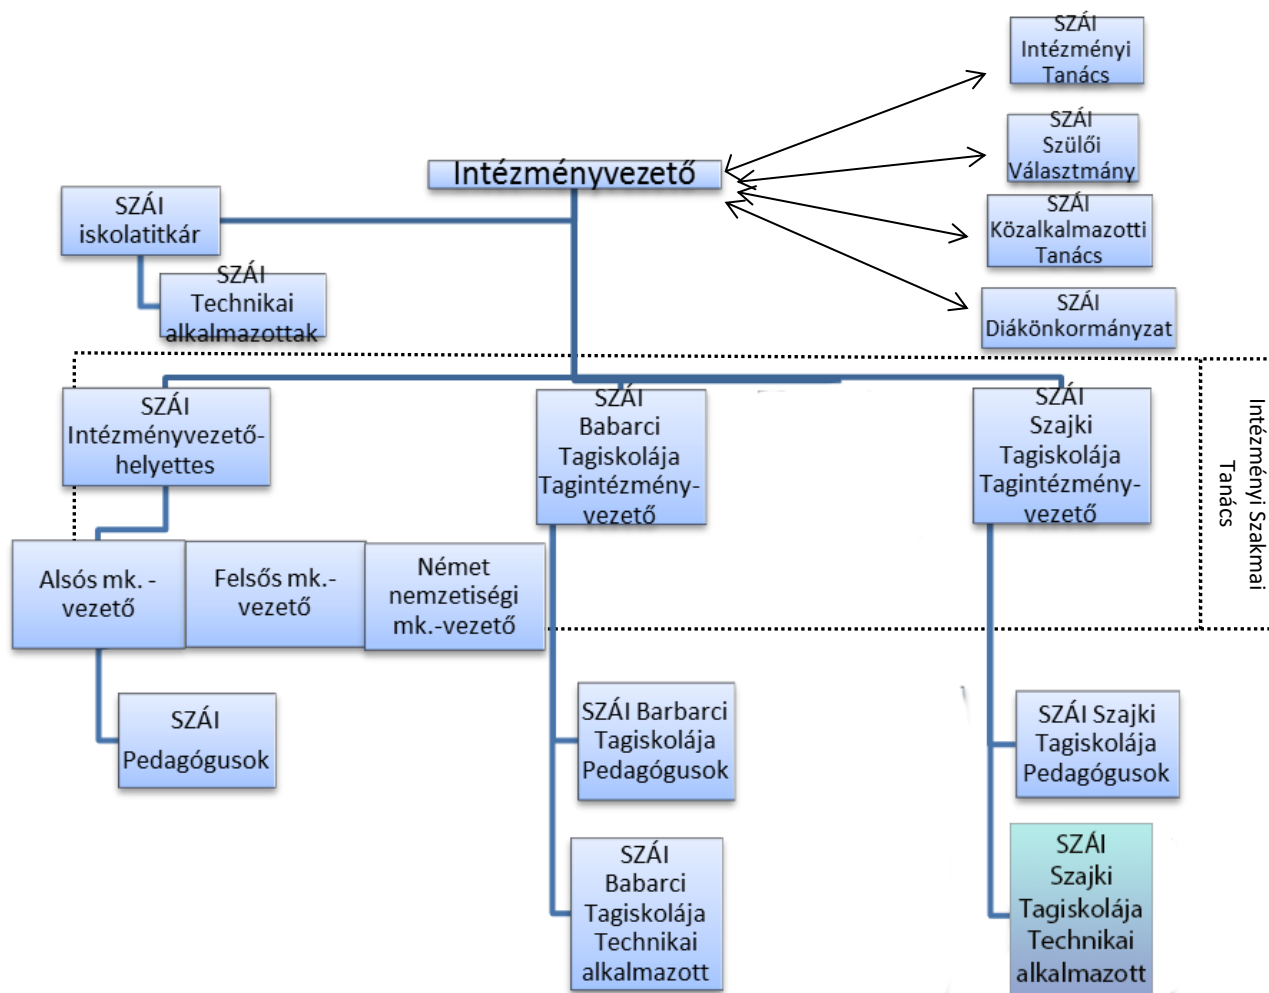 SZÁI
Intézményi
Tanács
SZÁI
Szülői
Választmány
Intézményvezető
SZÁI
iskolatitkár
SZÁI
Közalkalmazotti
Tanács
SZÁI
Technikai
alkalmazottak
SZÁI
Diákönkormányzat
SZÁI
Intézményvezető-
helyettes
SZÁI
Babarci
Tagiskolája
Tagintézmény-
vezető
SZÁI
Szajki
Tagiskolája
Tagintézmény-
vezető
Intézményi Szakmai
Tanács
Alsós mk. -
vezető
Felsős mk.-
vezető
Német
nemzetiségi
mk.-vezető
SZÁI
Pedagógusok
SZÁI Barbarci
Tagiskolája
Pedagógusok
SZÁI Szajki
Tagiskolája
Pedagógusok
SZÁI
Babarci
Tagiskolája
Technikai
alkalmazott
SZÁI
Szajki
Tagiskolája
Technikai
alkalmazott